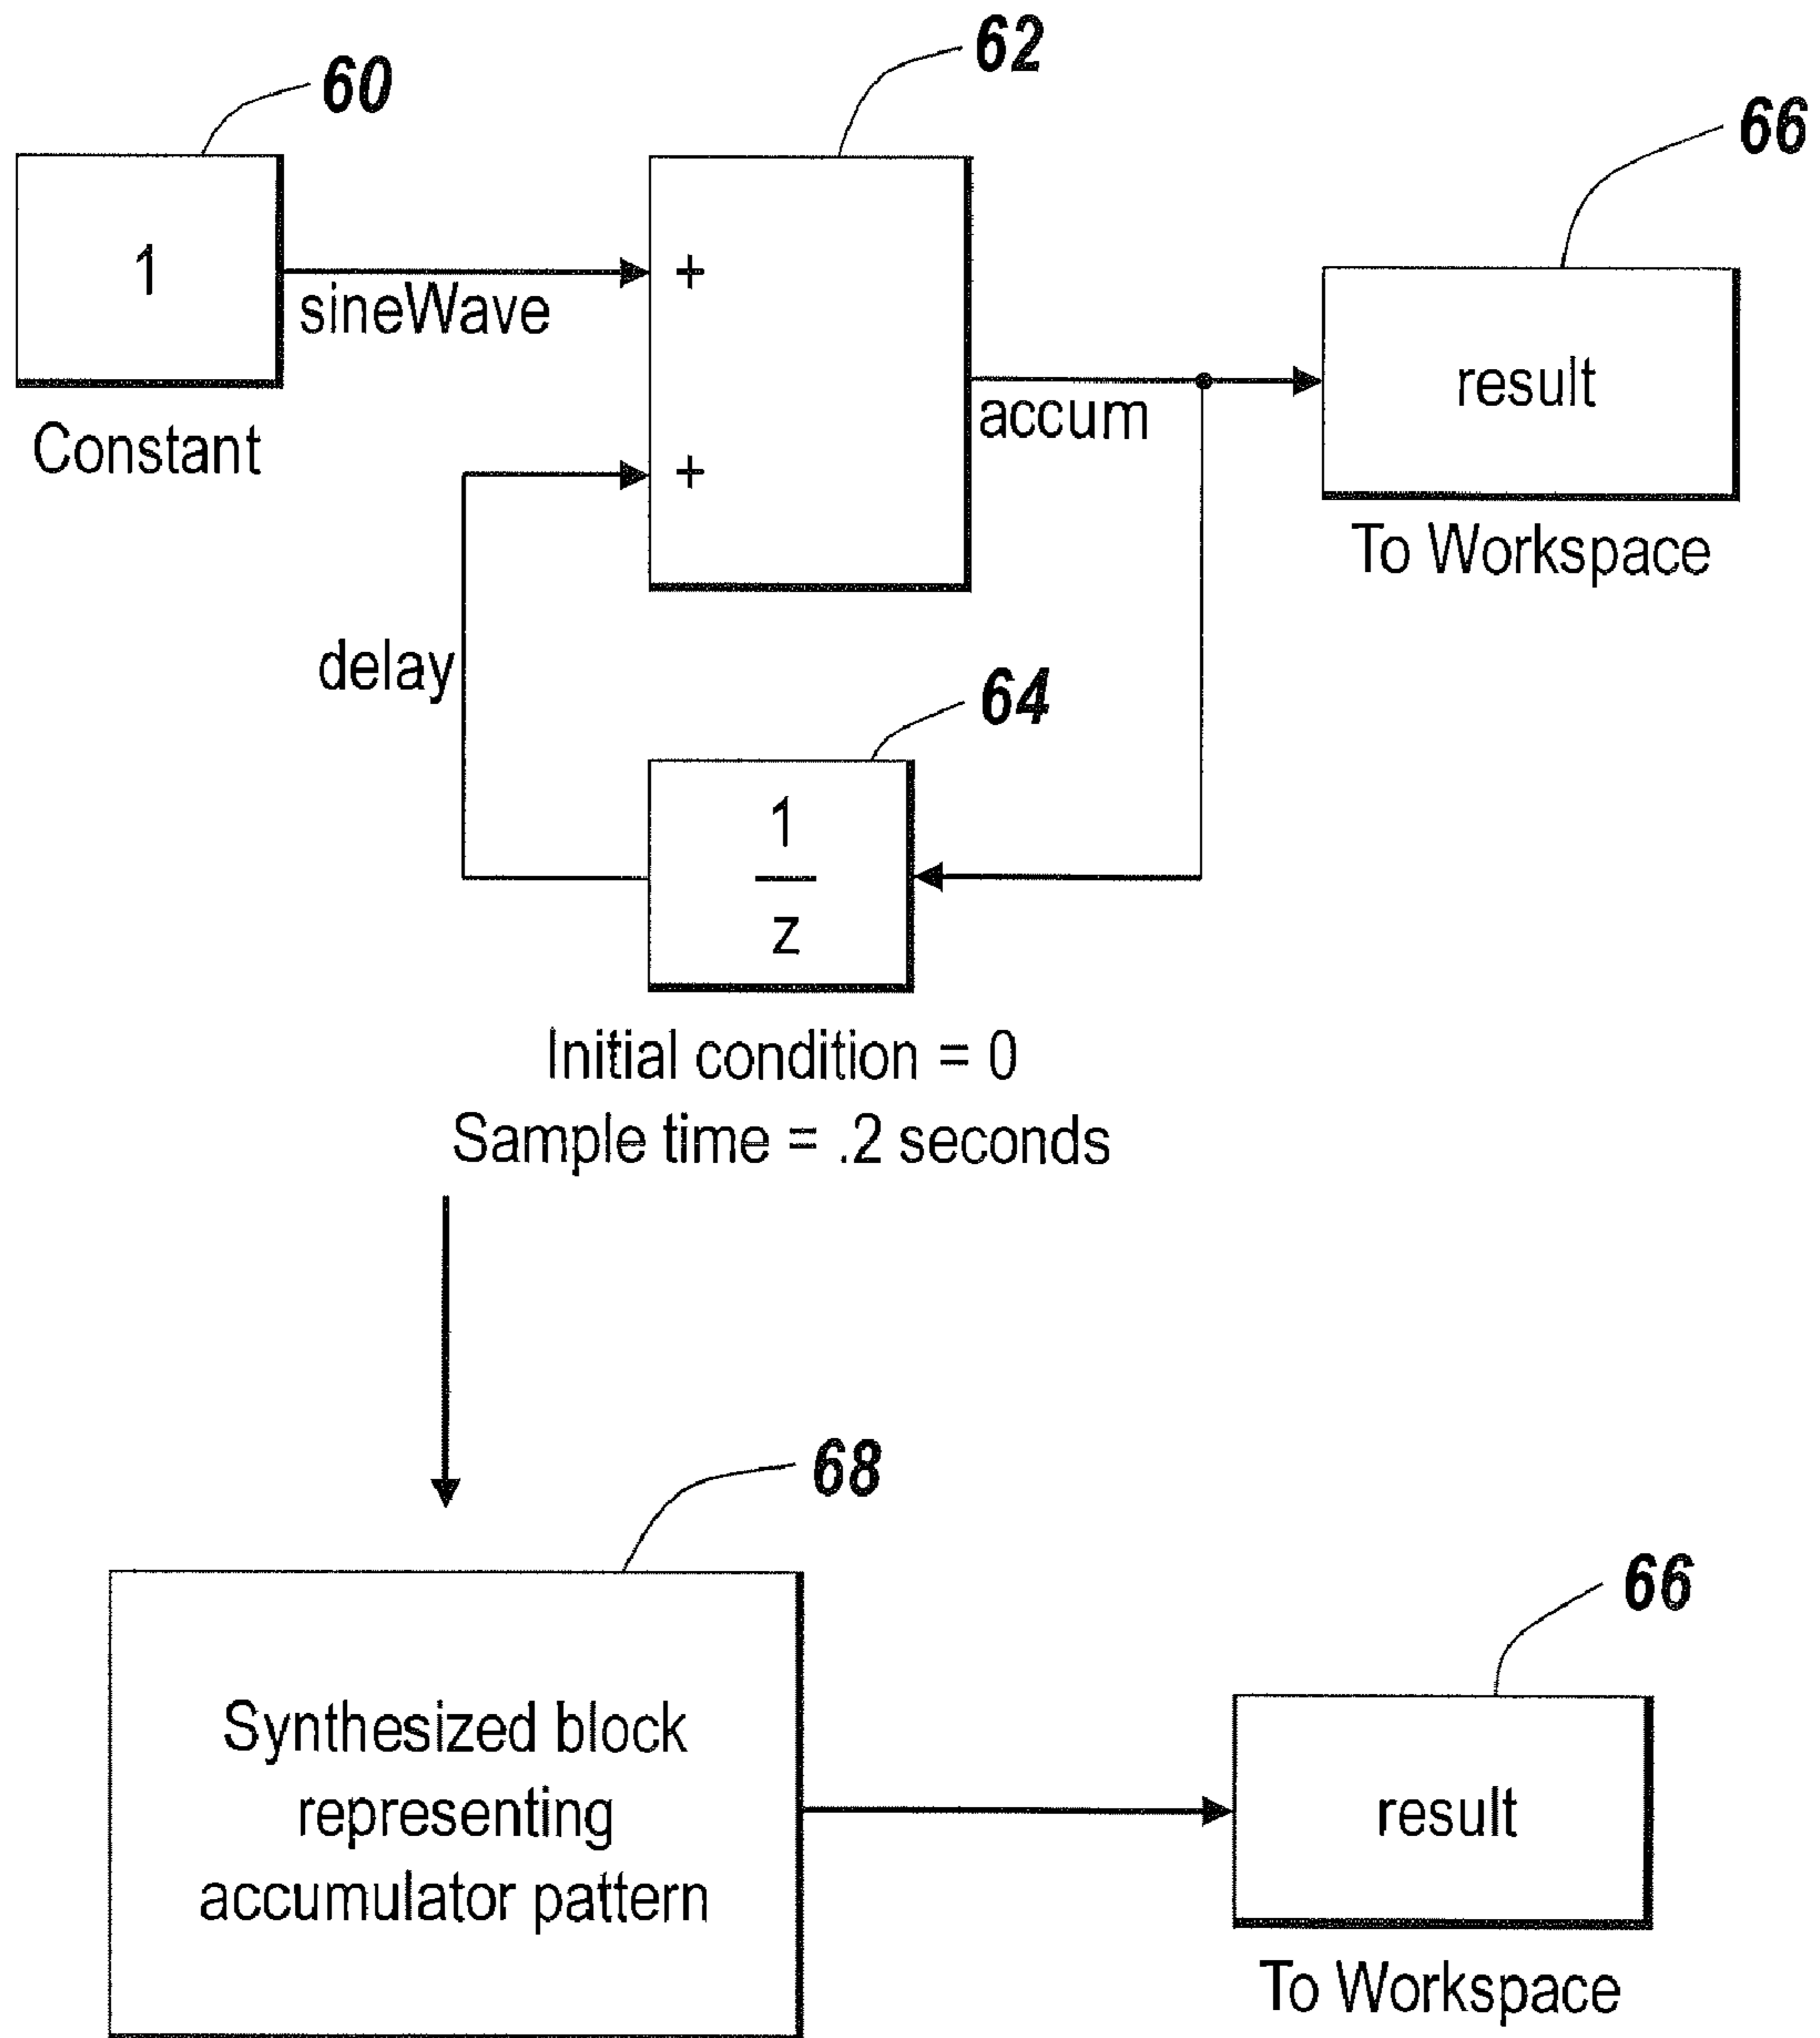 60
62
66
1
+
sineWave
result
accum
Constant
+
To Workspace
delay
64
1
z
Initial condition = 0
Sample time = .2 seconds
68
66
Synthesized block
representing
accumulator pattern
result
To Workspace